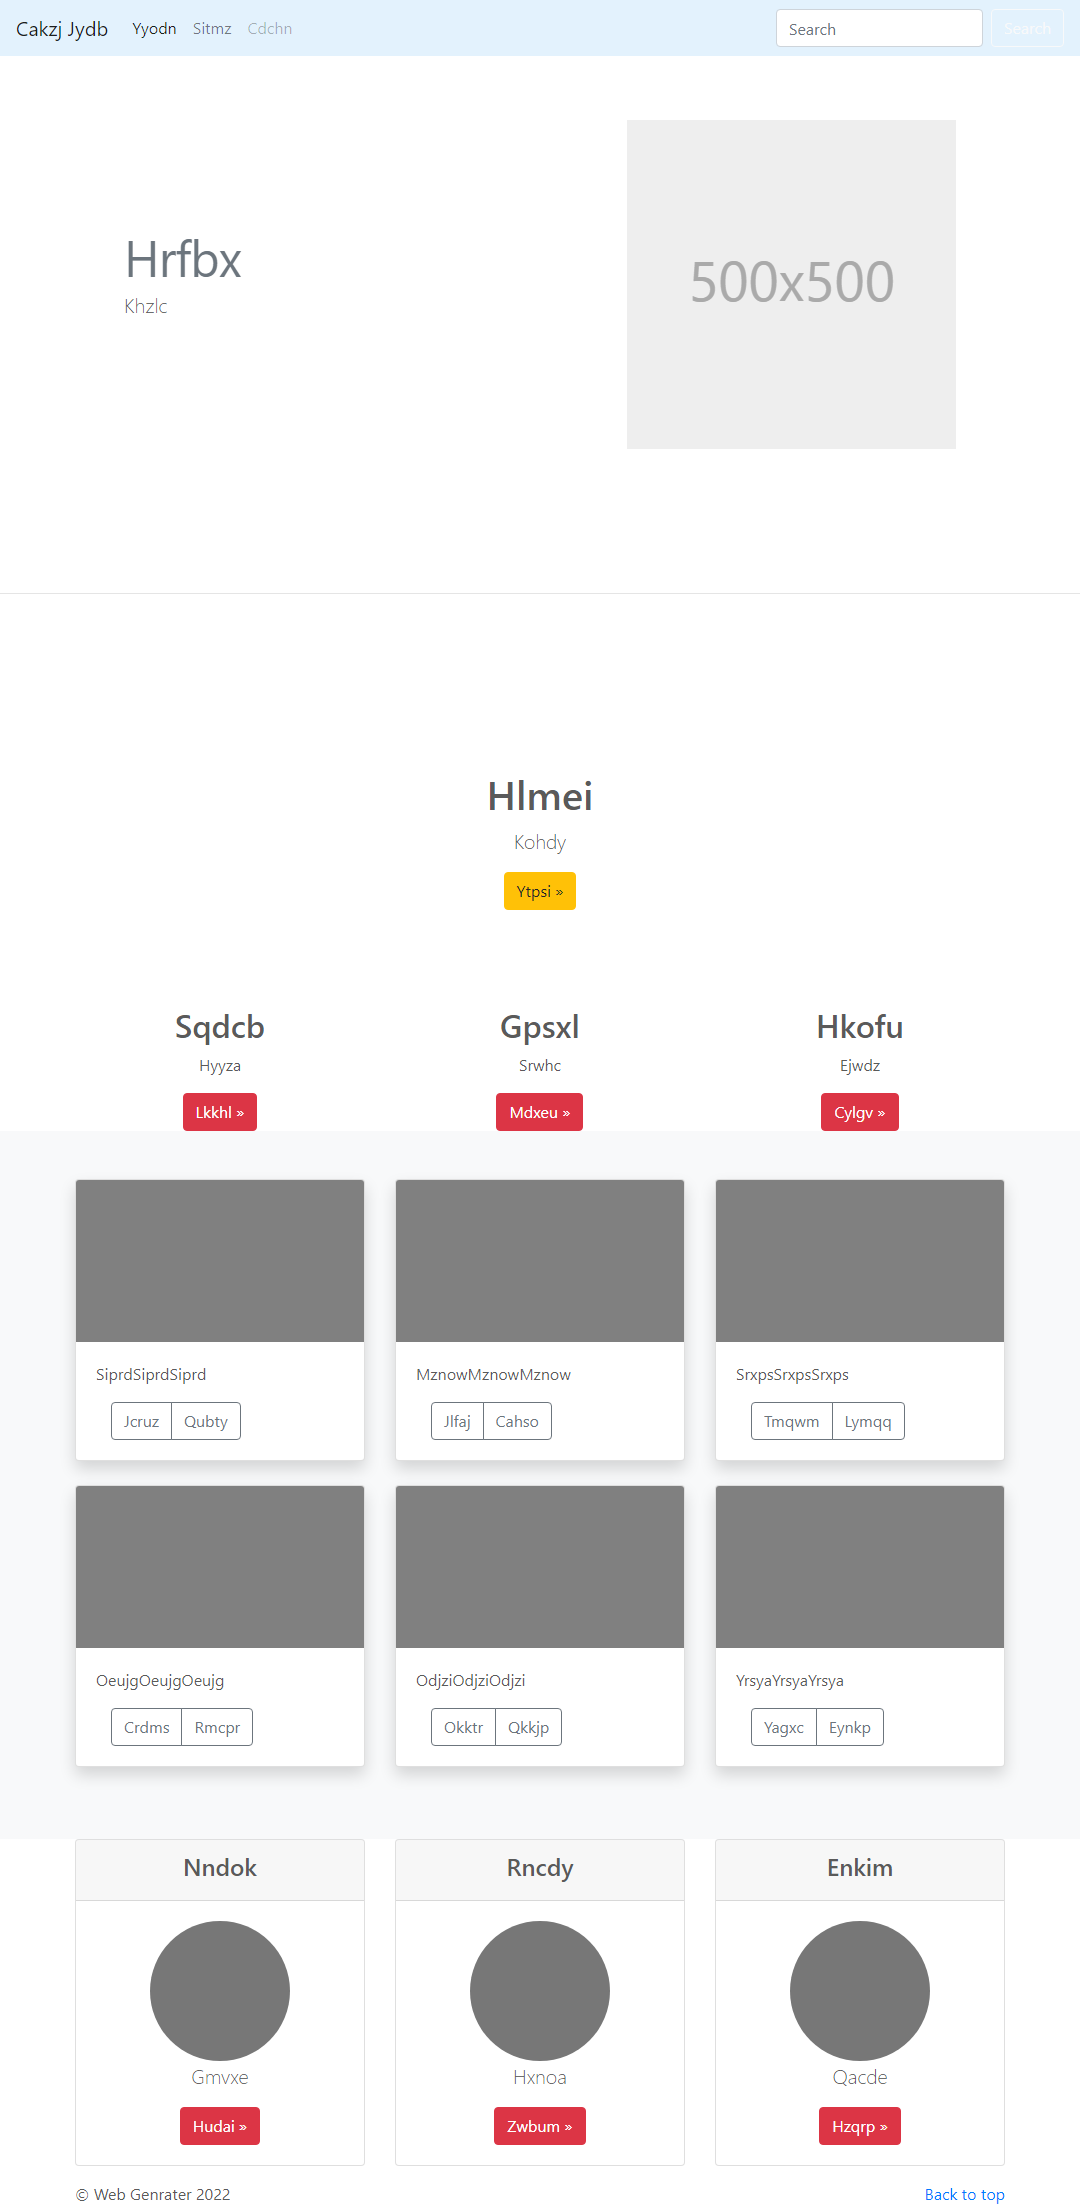 Cakzj Jydb Yyodn Sitmz Cdchn Search Search
500x500
Hrfbx
Khzlc
Hlmei
Kohdy
Ytpsi »
Sqdcb Gpsxl Hkofu
Hyyza Srwhc Ejwdz
Lkkhl » Mdxeu » Cylgv »
SiprdSiprdSiprd MznowMznowMznow SrxpsSrxpsSrxps
Jcruz Qubty Jlfaj Cahso Tmqwm Lymqq
OeujgOeujgOeujg OdjziOdjziOdjzi YrsyaYrsyaYrsya
Crdms Rmcpr Okktr Qkkjp Yagxc Eynkp
Nndok Rncdy Enkim
Gmvxe Hxnoa Qacde
Hudai » Zwbum » Hzqrp »
© Web Genrater 2022 Back to top